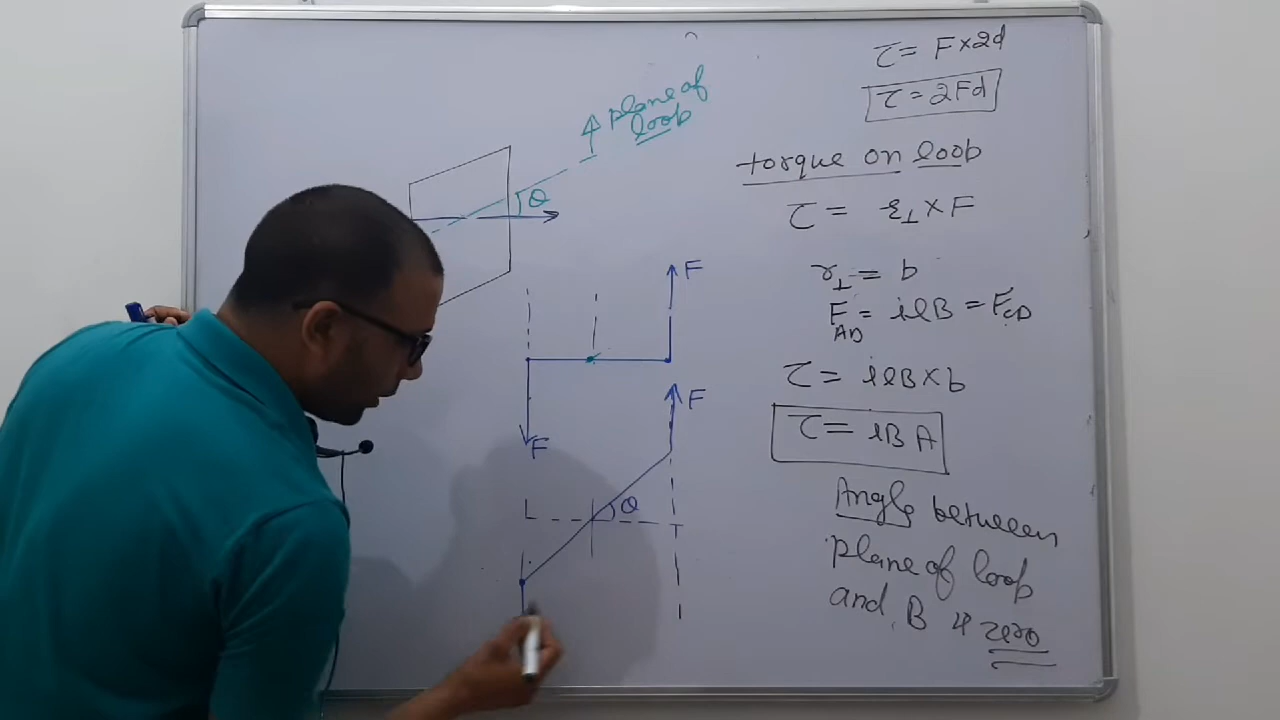 τ = F×2d
τ = 2Fd
torque on loop
τ = r⊥×F
r⊥ = b
F = ilB = F_CD
AD
τ = ilB×b
τ = iBA
Angle between
plane of loop
and B is zero
plane of
loop
θ
F
F
F
θ